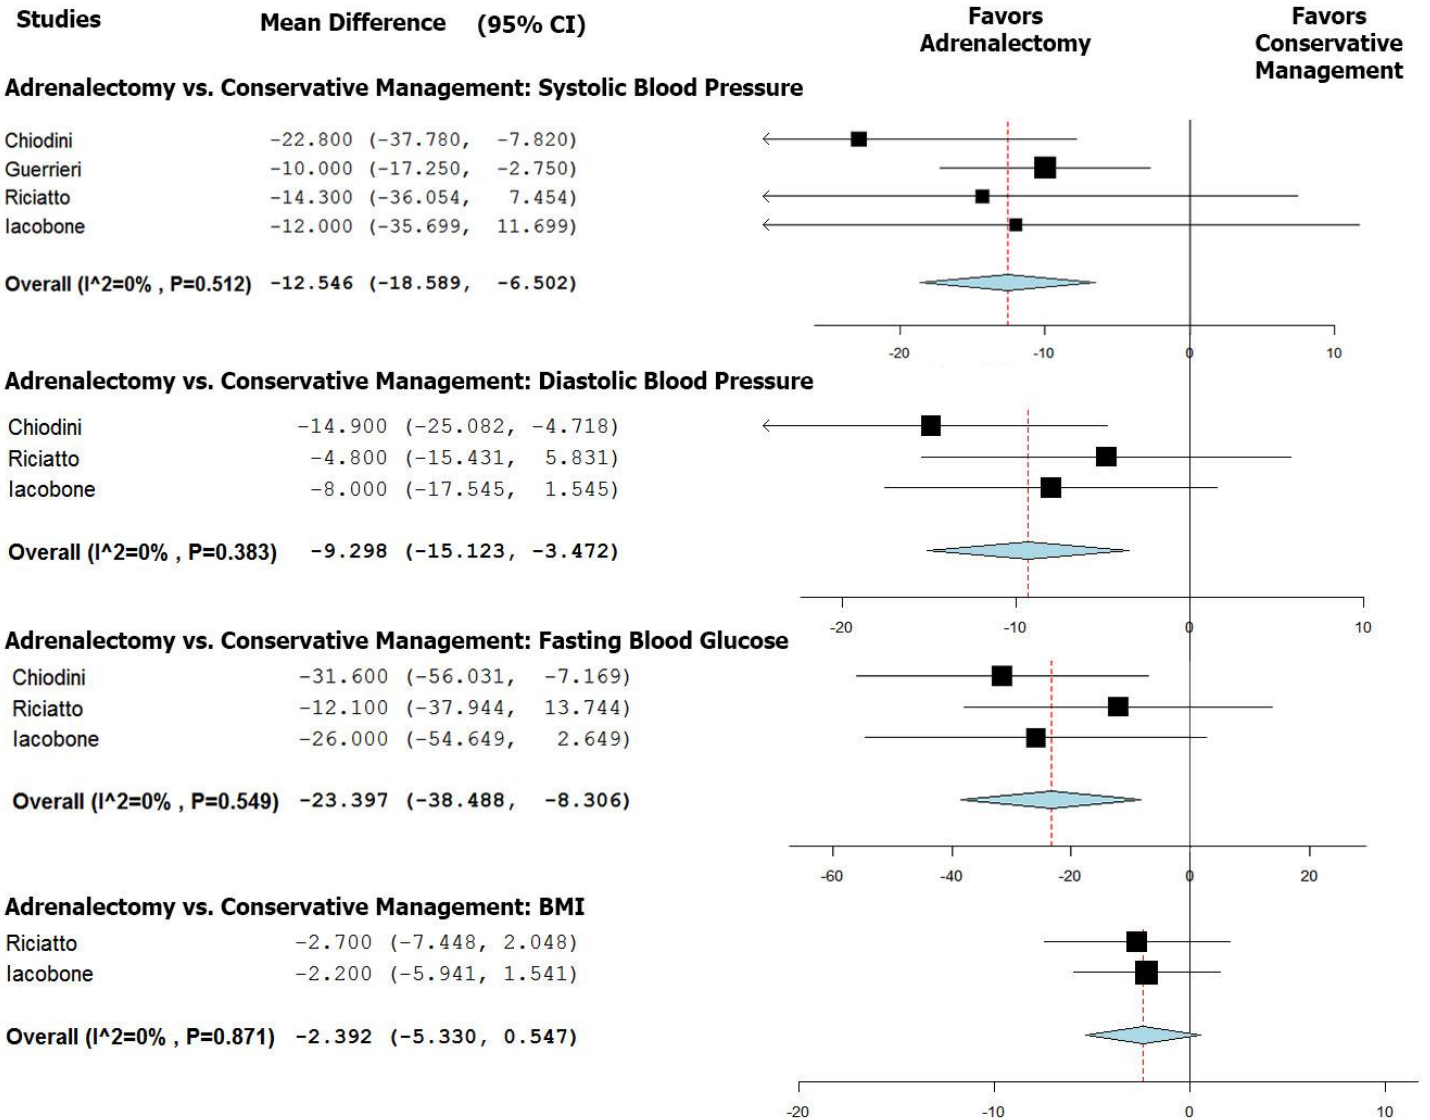 Studies Mean Difference (95% CI) Favors Adrenalectomy Favors Conservative Management
Adrenalectomy vs. Conservative Management: Systolic Blood Pressure
Chiodini -22.800 (-37.780, -7.820)
Guerrieri -10.000 (-17.250, -2.750)
Riciatto -14.300 (-36.054, 7.454)
Iacobone -12.000 (-35.699, 11.699)
Overall (I^2=0% , P=0.512) -12.546 (-18.589, -6.502)
-20 -10 0 10
Adrenalectomy vs. Conservative Management: Diastolic Blood Pressure
Chiodini -14.900 (-25.082, -4.718)
Riciatto -4.800 (-15.431, 5.831)
Iacobone -8.000 (-17.545, 1.545)
Overall (I^2=0% , P=0.383) -9.298 (-15.123, -3.472)
-20 -10 0 10
Adrenalectomy vs. Conservative Management: Fasting Blood Glucose
Chiodini -31.600 (-56.031, -7.169)
Riciatto -12.100 (-37.944, 13.744)
Iacobone -26.000 (-54.649, 2.649)
Overall (I^2=0% , P=0.549) -23.397 (-38.488, -8.306)
-60 -40 -20 0 20
Adrenalectomy vs. Conservative Management: BMI
Riciatto -2.700 (-7.448, 2.048)
Iacobone -2.200 (-5.941, 1.541)
Overall (I^2=0% , P=0.871) -2.392 (-5.330, 0.547)
-20 -10 0 10